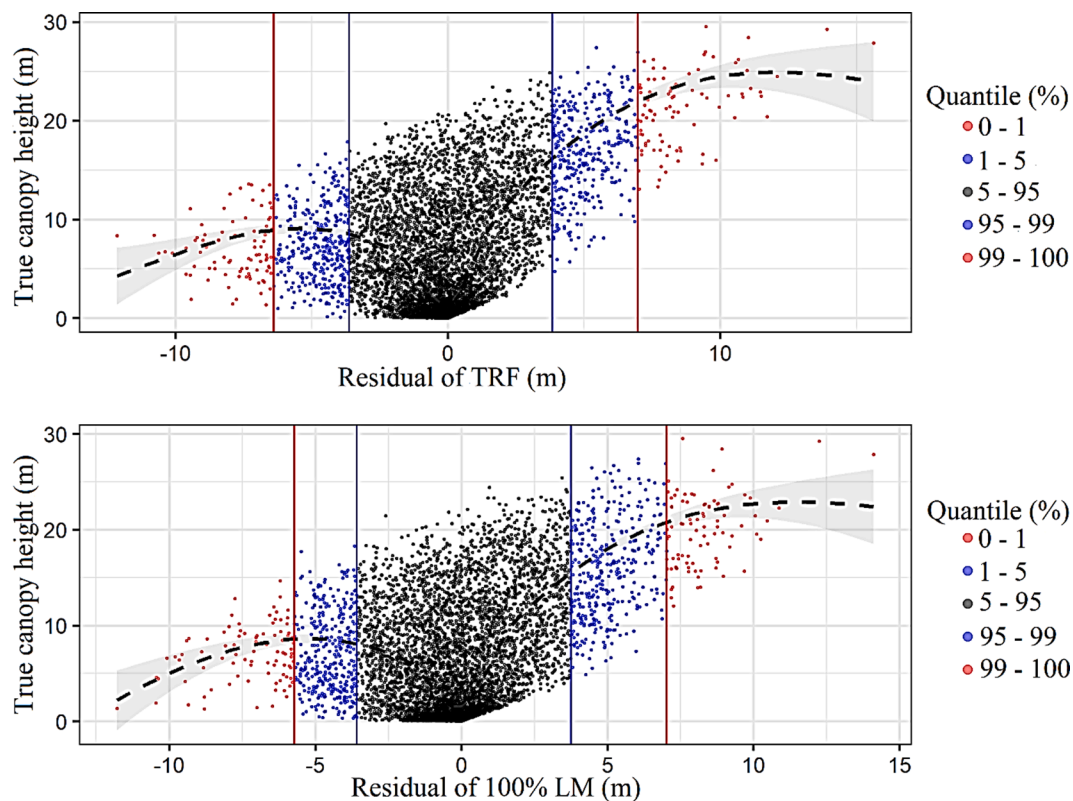 True canopy height (m)
30
20
10
0
-10
0
10
Residual of TRF (m)
Quantile (%)
0 - 1
1 - 5
5 - 95
95 - 99
99 - 100
True canopy height (m)
30
20
10
0
-10
-5
0
5
10
15
Residual of 100% LM (m)
Quantile (%)
0 - 1
1 - 5
5 - 95
95 - 99
99 - 100